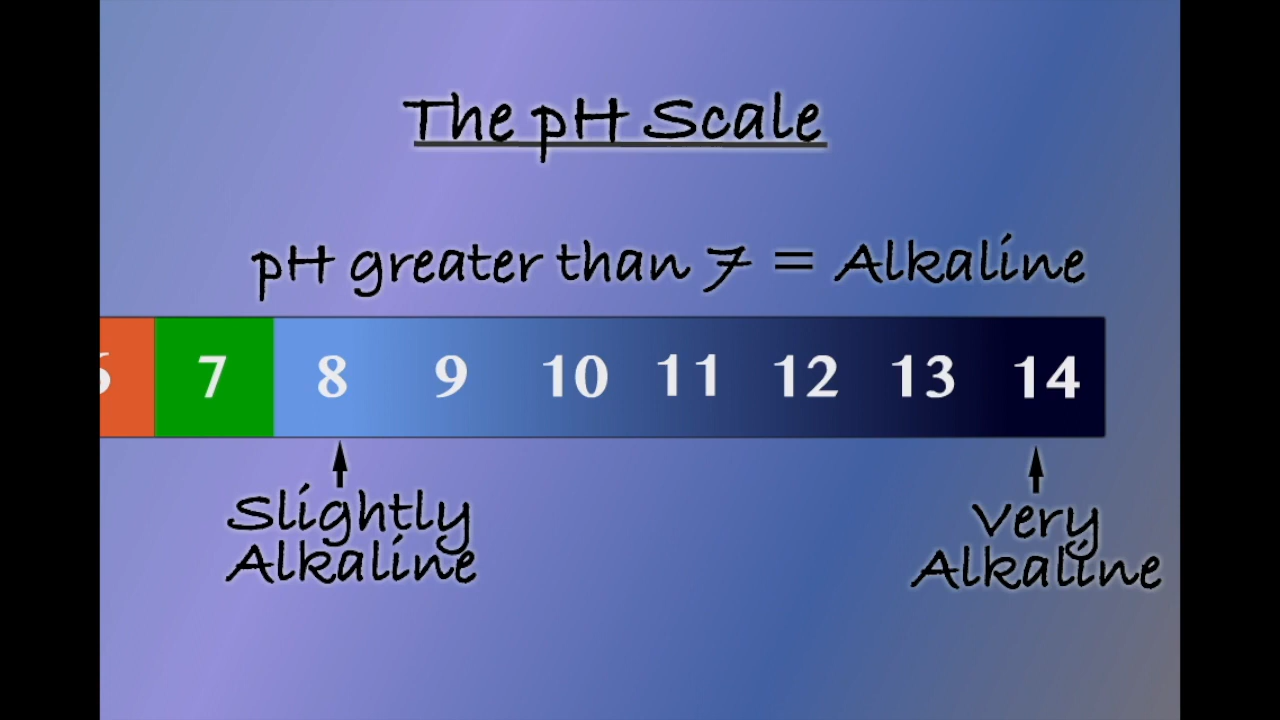 The pH Scale
pH greater than 7 = Alkaline
6 7 8 9 10 11 12 13 14
Slightly
Alkaline
Very
Alkaline